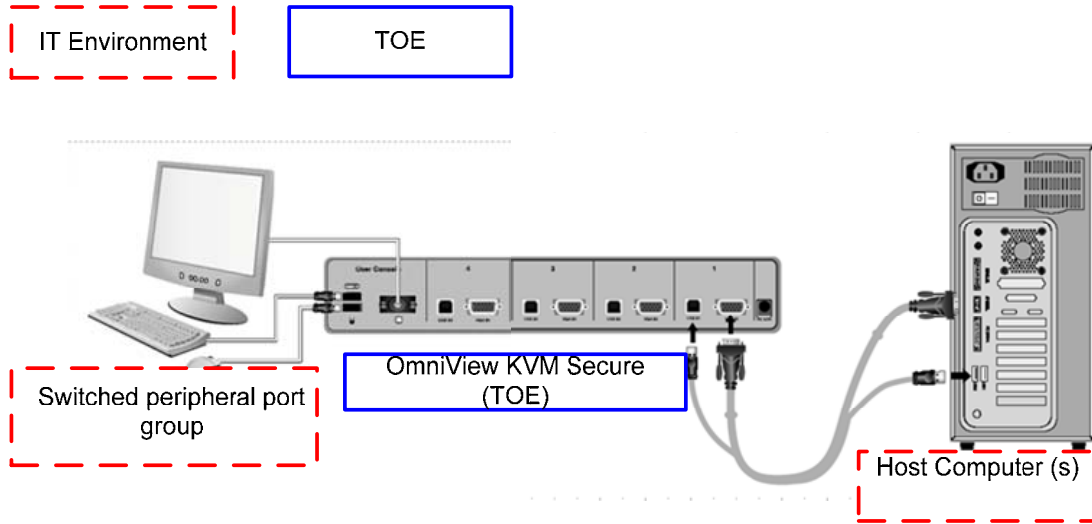 IT Environment
TOE
User Console
4
3
2
1
OmniView KVM Secure
(TOE)
Switched peripheral port
group
Host Computer (s)